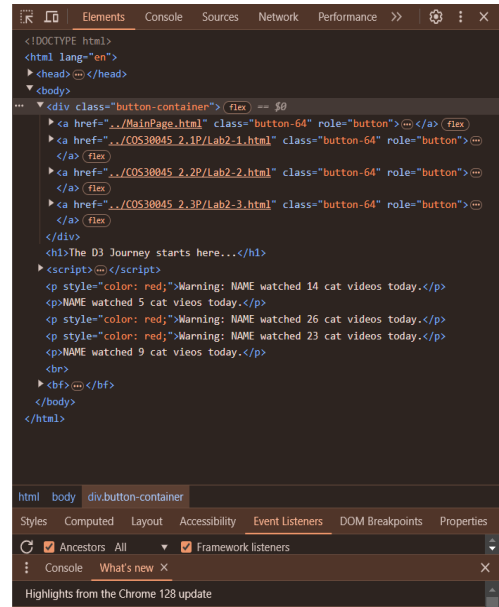 Elements Console Sources Network Performance
<!DOCTYPE html>
<html lang="en">
<head> ⋯ </head>
<body>
⋯ <div class="button-container"> flex == $0
<a href="../MainPage.html" class="button-64" role="button"> ⋯ </a> flex
<a href="../COS30045 2.1P/Lab2-1.html" class="button-64" role="button"> ⋯
</a> flex
<a href="../COS30045 2.2P/Lab2-2.html" class="button-64" role="button"> ⋯
</a> flex
<a href="../COS30045 2.3P/Lab2-3.html" class="button-64" role="button"> ⋯
</a> flex
</div>
<h1>The D3 Journey starts here...</h1>
<script> ⋯ </script>
<p style="color: red;">Warning: NAME watched 14 cat videos today.</p>
<p>NAME watched 5 cat vieos today.</p>
<p style="color: red;">Warning: NAME watched 26 cat videos today.</p>
<p style="color: red;">Warning: NAME watched 23 cat videos today.</p>
<p>NAME watched 9 cat vieos today.</p>
<br>
<bf> ⋯ </bf>
</body>
</html>
html body div.button-container
Styles Computed Layout Accessibility Event Listeners DOM Breakpoints Properties
Ancestors All Framework listeners
Console What's new
Highlights from the Chrome 128 update